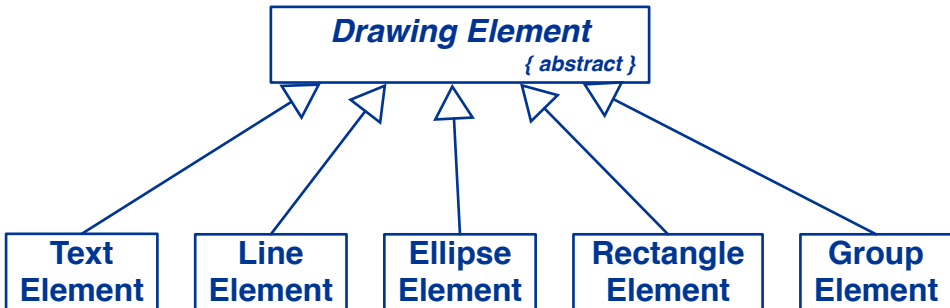 Drawing Element
{ abstract }
Text
Element
Line
Element
Ellipse
Element
Rectangle
Element
Group
Element